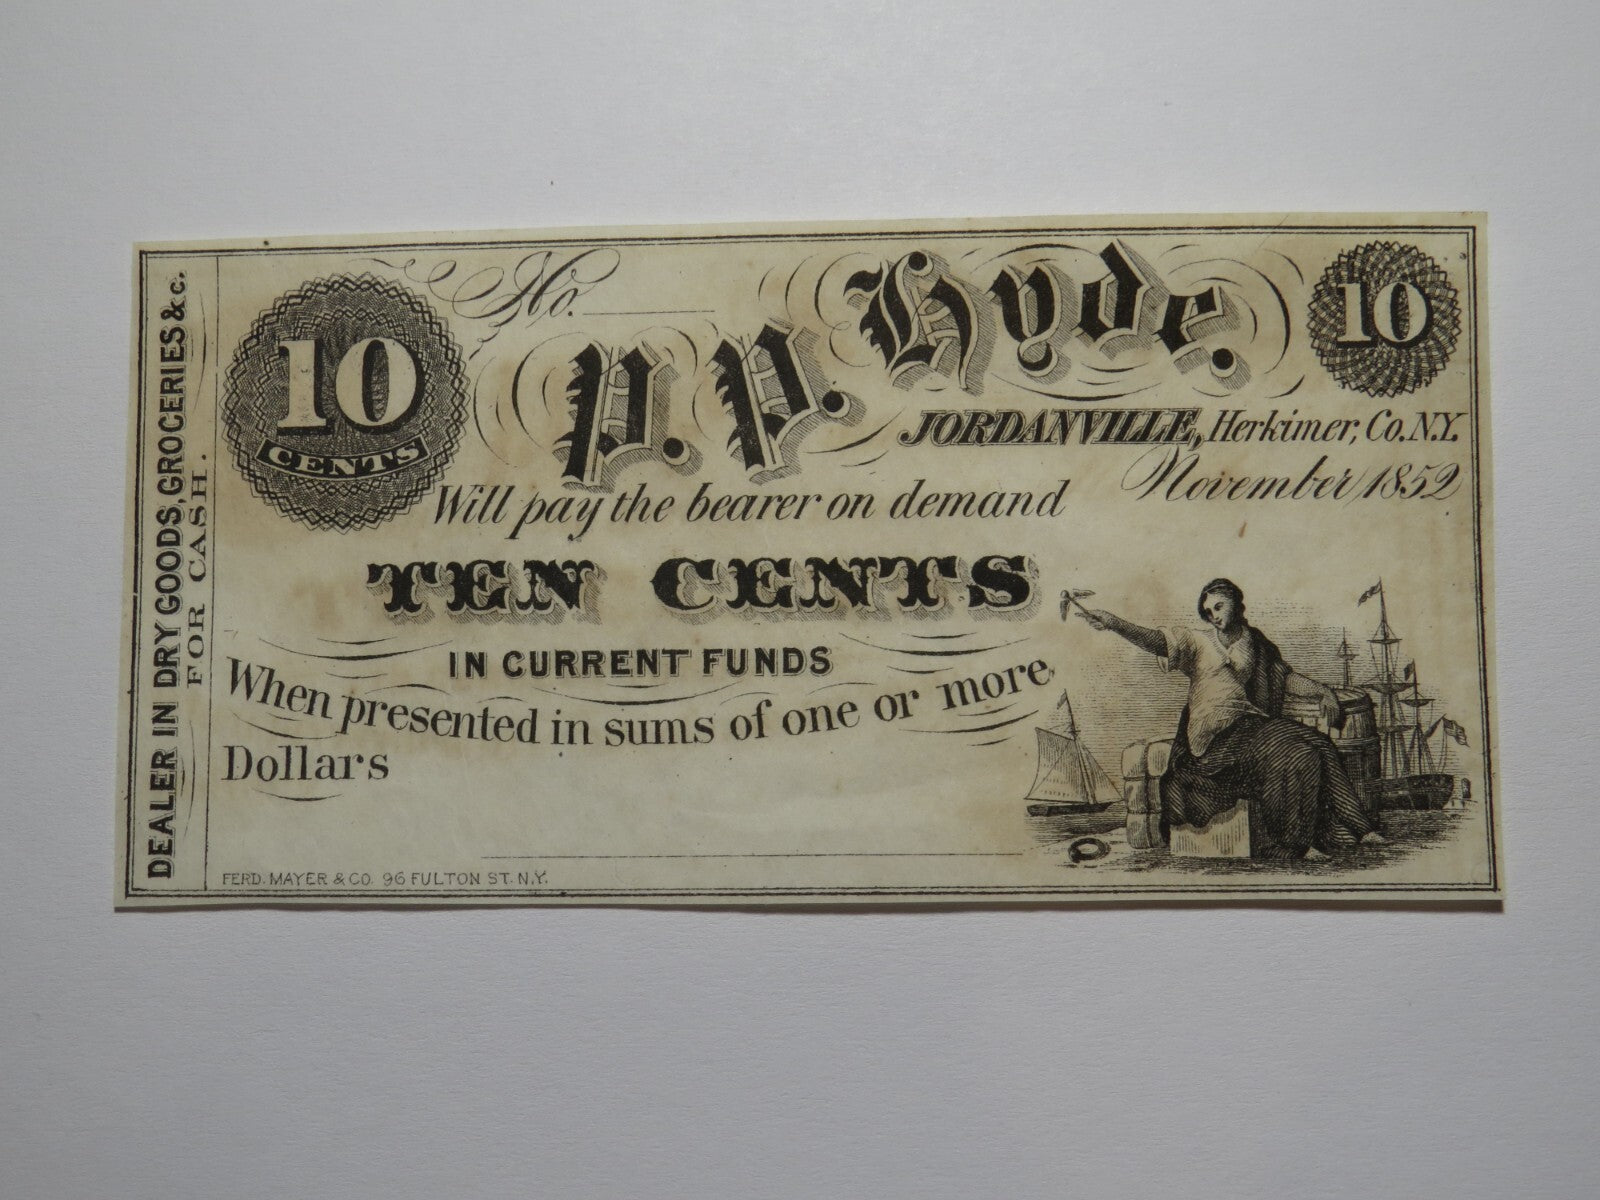 DEALER IN DRY GOODS, GROCERIES &c.
FOR CASH.
10
CENTS
No.
P. P. Hyde.
10
JORDANVILLE, Herkimer, Co. N.Y.
November 1852
Will pay the bearer on demand
TEN CENTS
IN CURRENT FUNDS
When presented in sums of one or more
Dollars
FERD. MAYER & CO. 96 FULTON ST. N.Y.